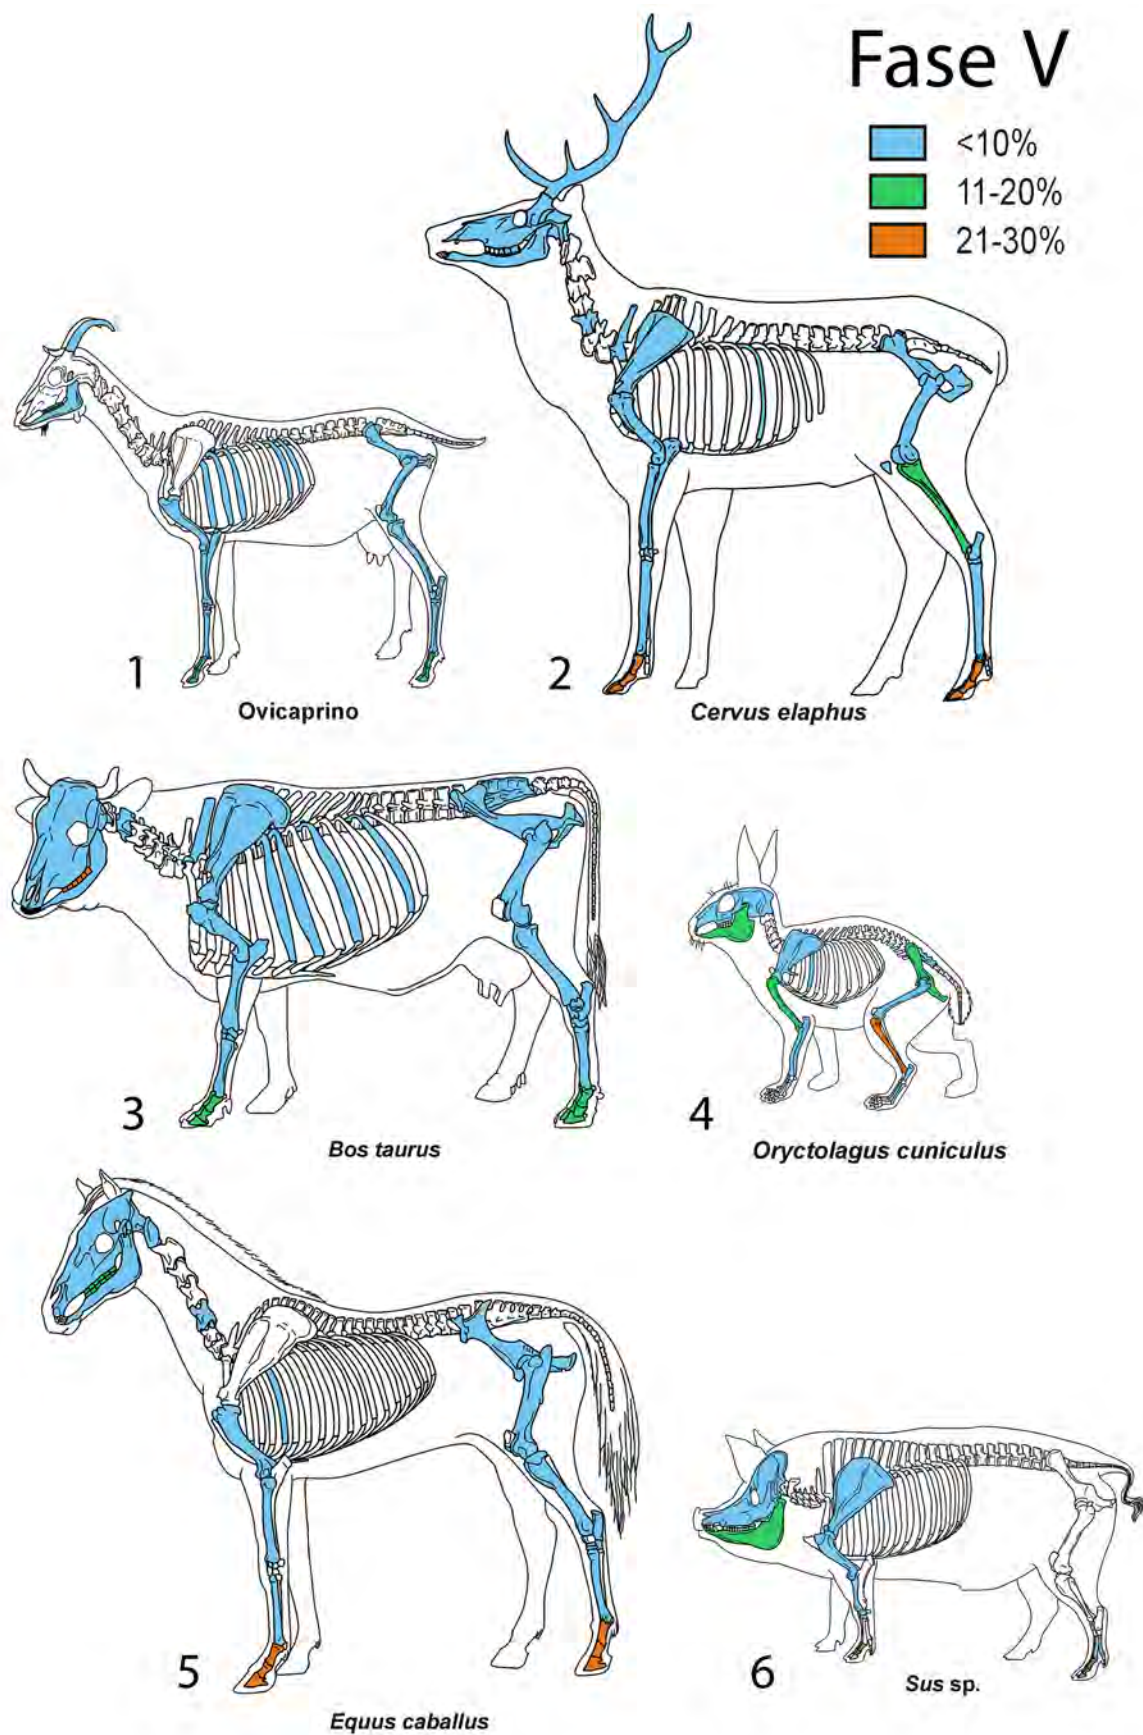 Fase V
<10%
11-20%
21-30%
1
Ovicaprino
2
Cervus elaphus
3
Bos taurus
4
Oryctolagus cuniculus
5
Equus caballus
6
Sus sp.